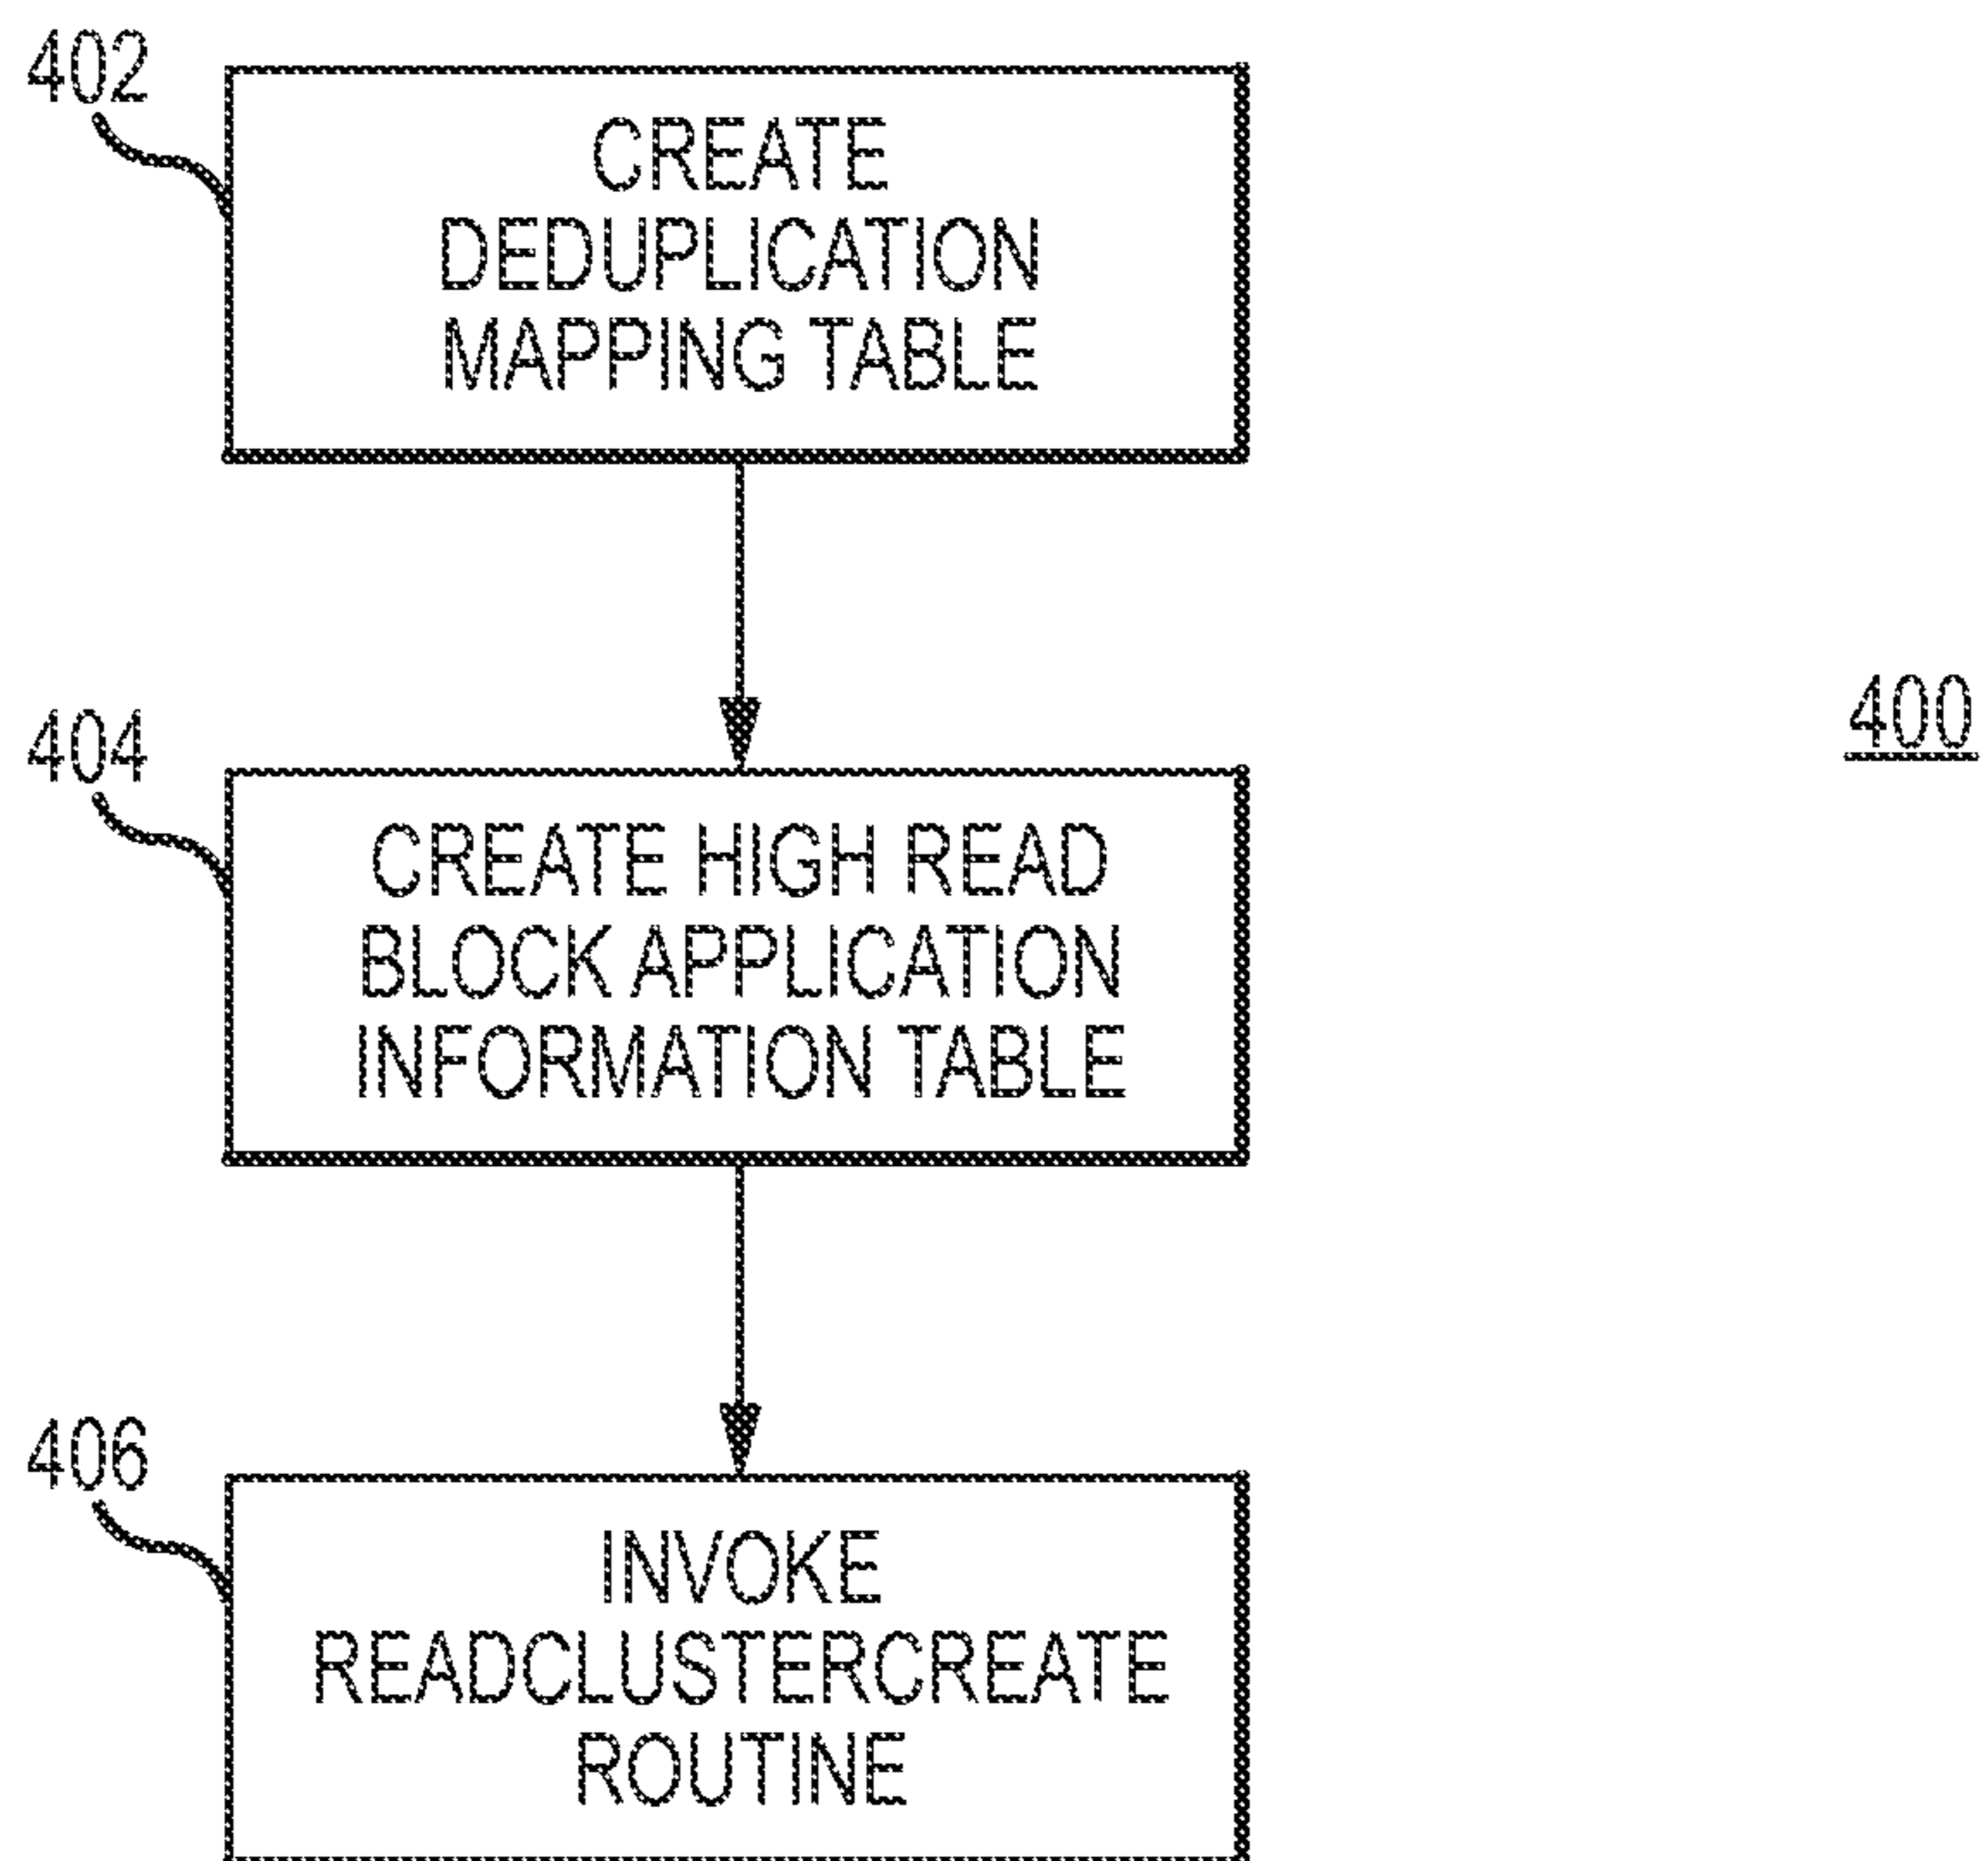 402
CREATE
DEDUPLICATION
MAPPING TABLE
400
404
CREATE HIGH READ
BLOCK APPLICATION
INFORMATION TABLE
406
INVOKE
READCLUSTERCREATE
ROUTINE